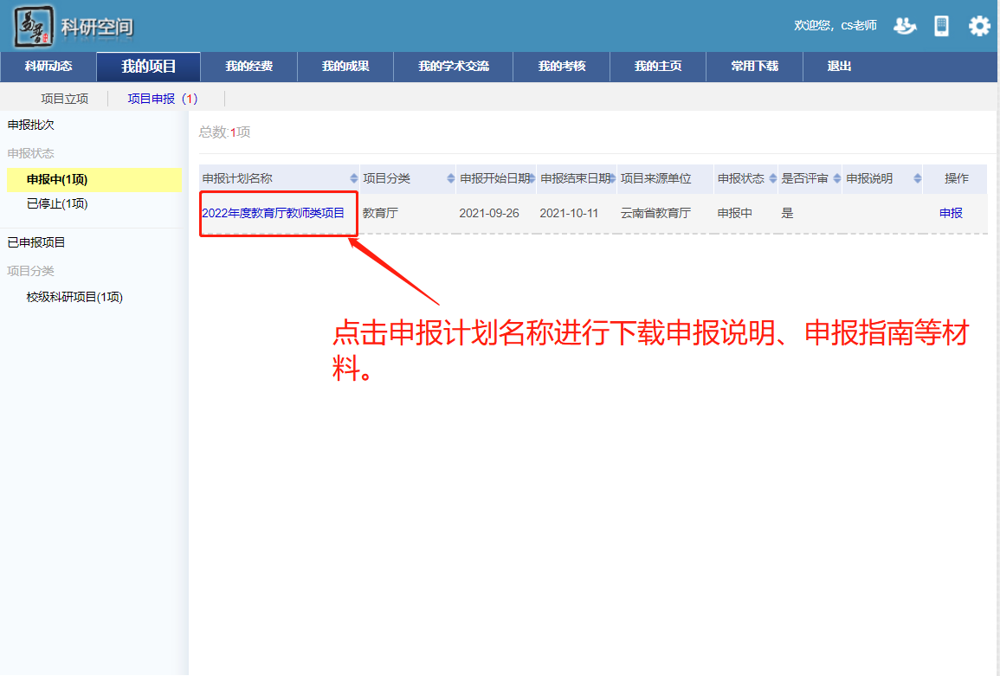 易普
科研空间
欢迎您，cs老师
科研动态 我的项目 我的经费 我的成果 我的学术交流 我的考核 我的主页 常用下载 退出
项目立项 项目申报（1）
申报批次
申报状态
申报中(1项)
已停止(1项)
已申报项目
项目分类
校级科研项目(1项)
总数:1项
申报计划名称 项目分类 申报开始日期 申报结束日期 项目来源单位 申报状态 是否评审 申报说明 操作
2022年度教育厅教师类项目 教育厅 2021-09-26 2021-10-11 云南省教育厅 申报中 是 申报
点击申报计划名称进行下载申报说明、申报指南等材
料。